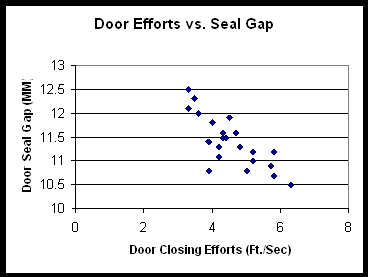 Door Efforts vs. Seal Gap
Door Seal Gap (MM)
13
12.5
12
11.5
11
10.5
10
0 2 4 6 8
Door Closing Efforts (Ft./Sec)